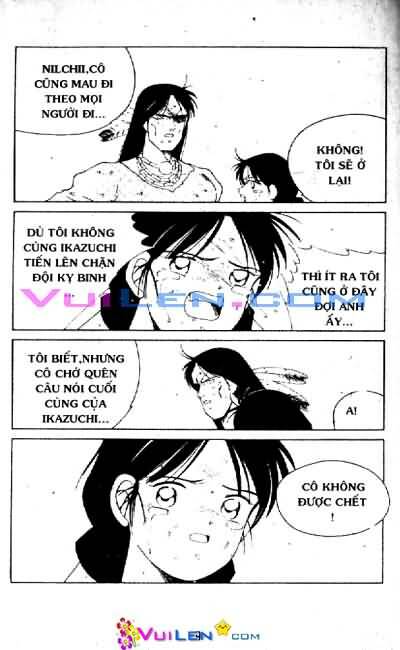 NILCHII,CÔ
CŨNG MAU ĐI
THEO MỌI
NGƯỜI ĐI...
KHÔNG!
TÔI SẼ Ở
LẠI!
DÙ TÔI KHÔNG
CÙNG IKAZUCHI
TIẾN LÊN CHẶN
ĐỘI KỴ BINH
...
THÌ ÍT RA TÔI
CŨNG Ở ĐÂY
ĐỢI ANH
ẤY...
VuiLen.com
TÔI BIẾT,NHƯNG
CÔ CHỚ QUÊN
CÂU NÓI CUỐI
CÙNG CỦA
IKAZUCHI...
A!
CÔ KHÔNG
ĐƯỢC CHẾT
!
VuiLen.com